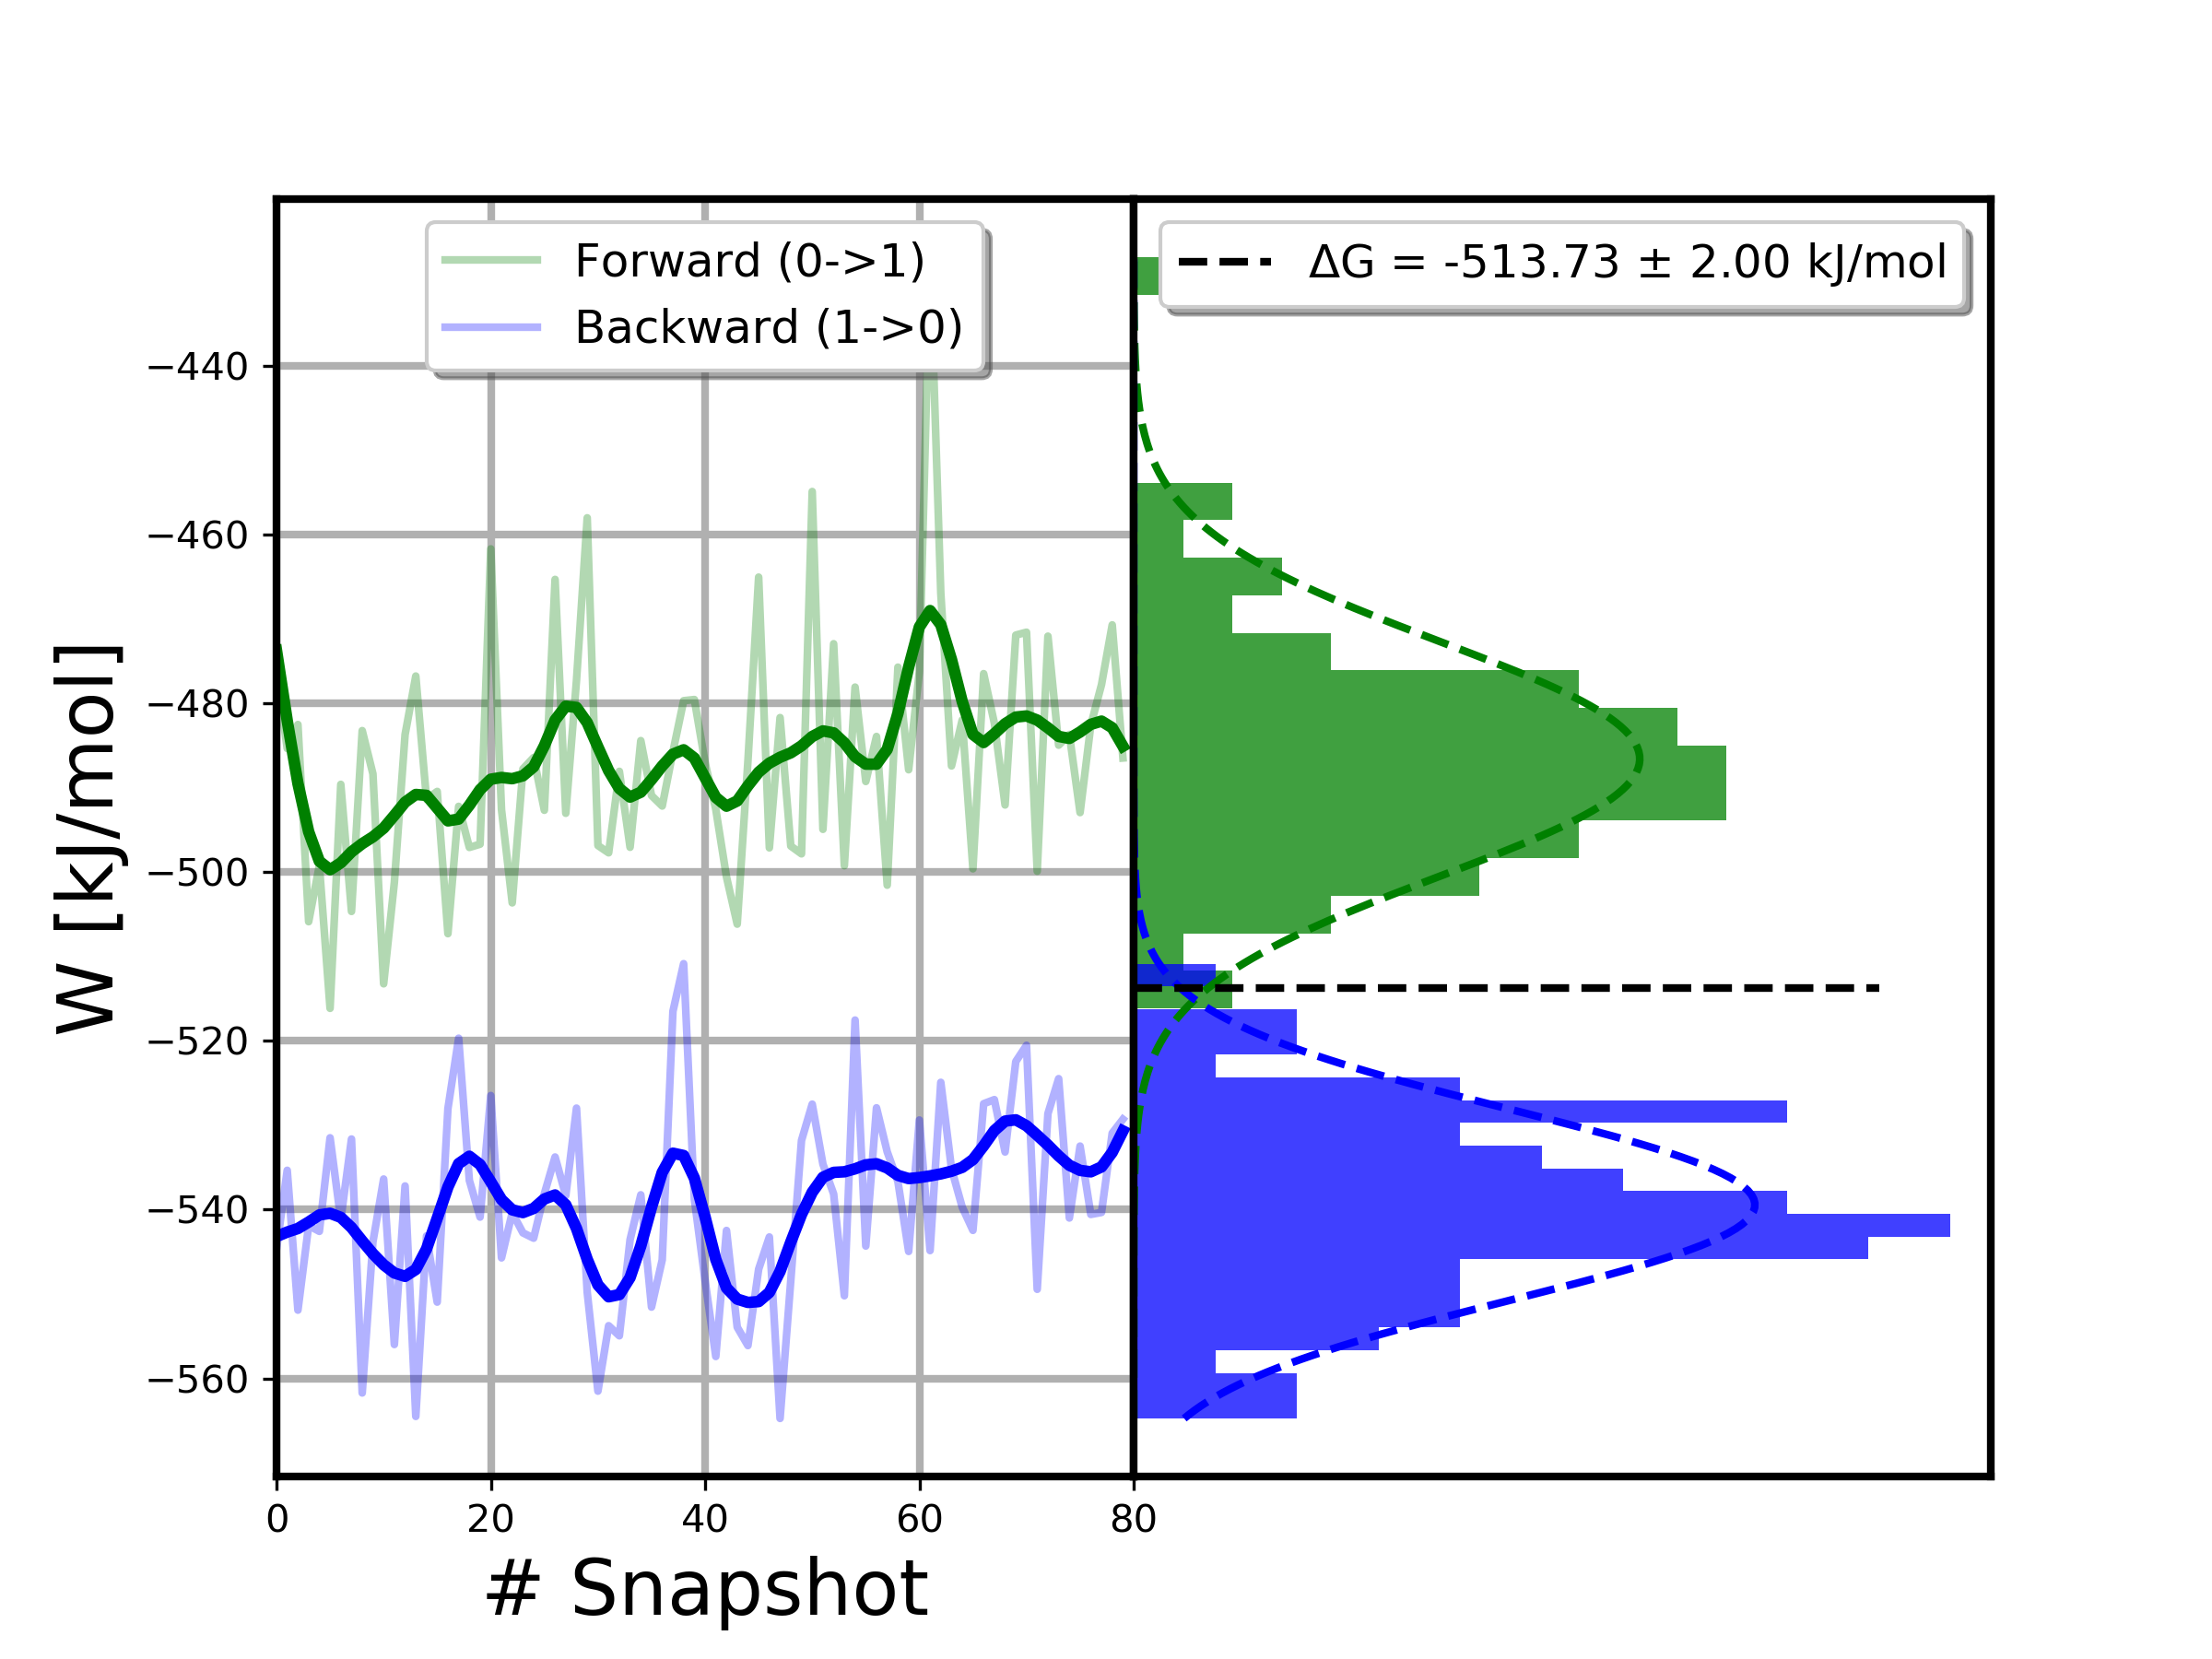 Forward (0->1)
Backward (1->0)
ΔG = -513.73 ± 2.00 kJ/mol
W [kJ/mol]
−440
−460
−480
−500
−520
−540
−560
0 20 40 60 80
# Snapshot